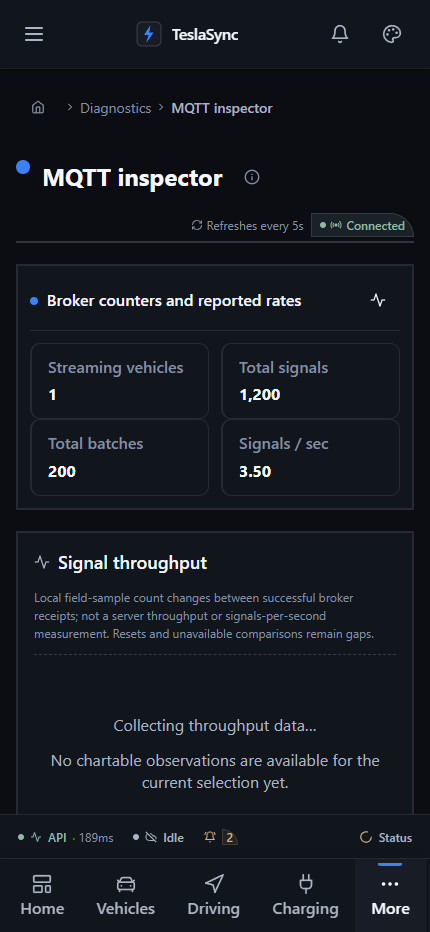 TeslaSync
Diagnostics
MQTT inspector
MQTT inspector
Refreshes every 5s
Connected
Broker counters and reported rates
Streaming vehicles
1
Total signals
1,200
Total batches
200
Signals / sec
3.50
Signal throughput
Local field-sample count changes between successful broker
receipts; not a server throughput or signals-per-second
measurement. Resets and unavailable comparisons remain gaps.
Collecting throughput data...
No chartable observations are available for the
current selection yet.
API · 189ms
Idle
2
Status
Home
Vehicles
Driving
Charging
More